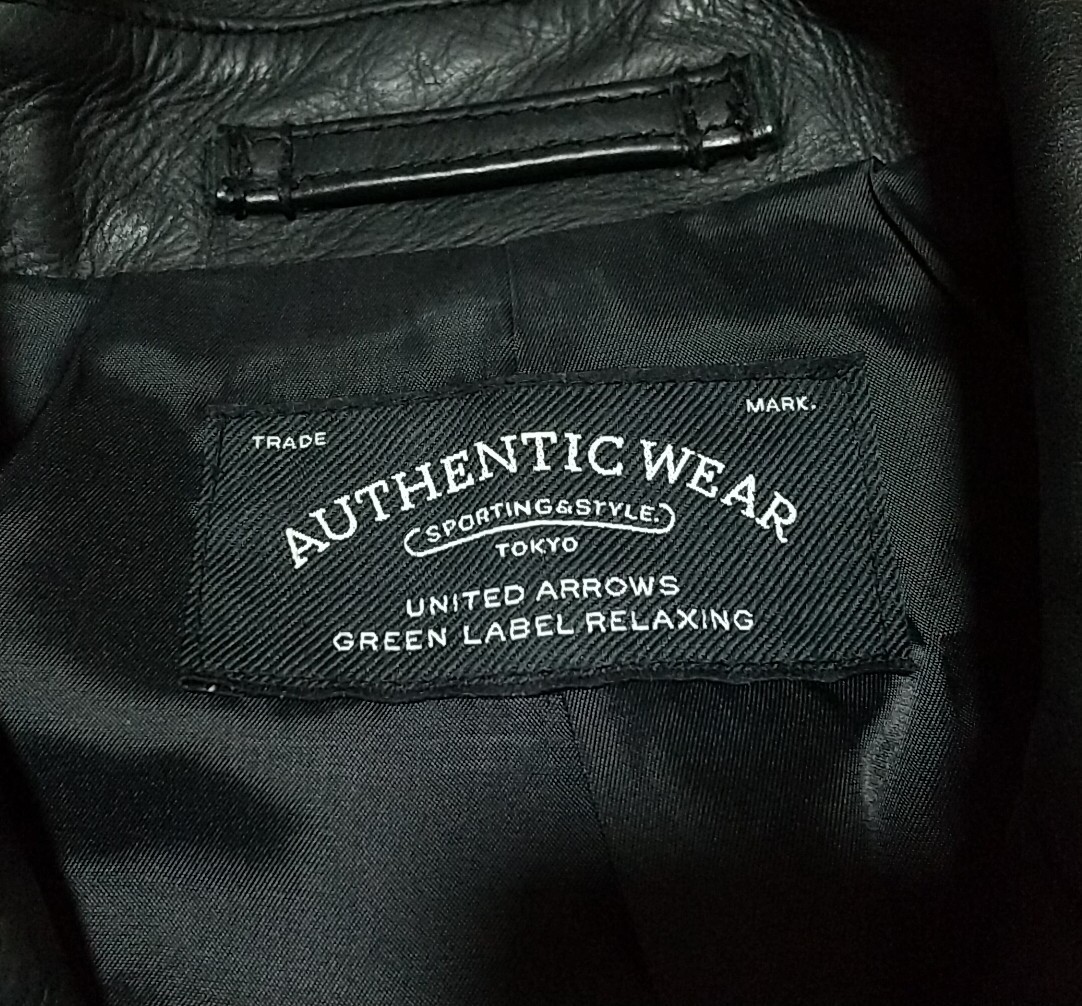 TRADE MARK.
AUTHENTIC WEAR
SPORTING&STYLE.
TOKYO
UNITED ARROWS
GREEN LABEL RELAXING